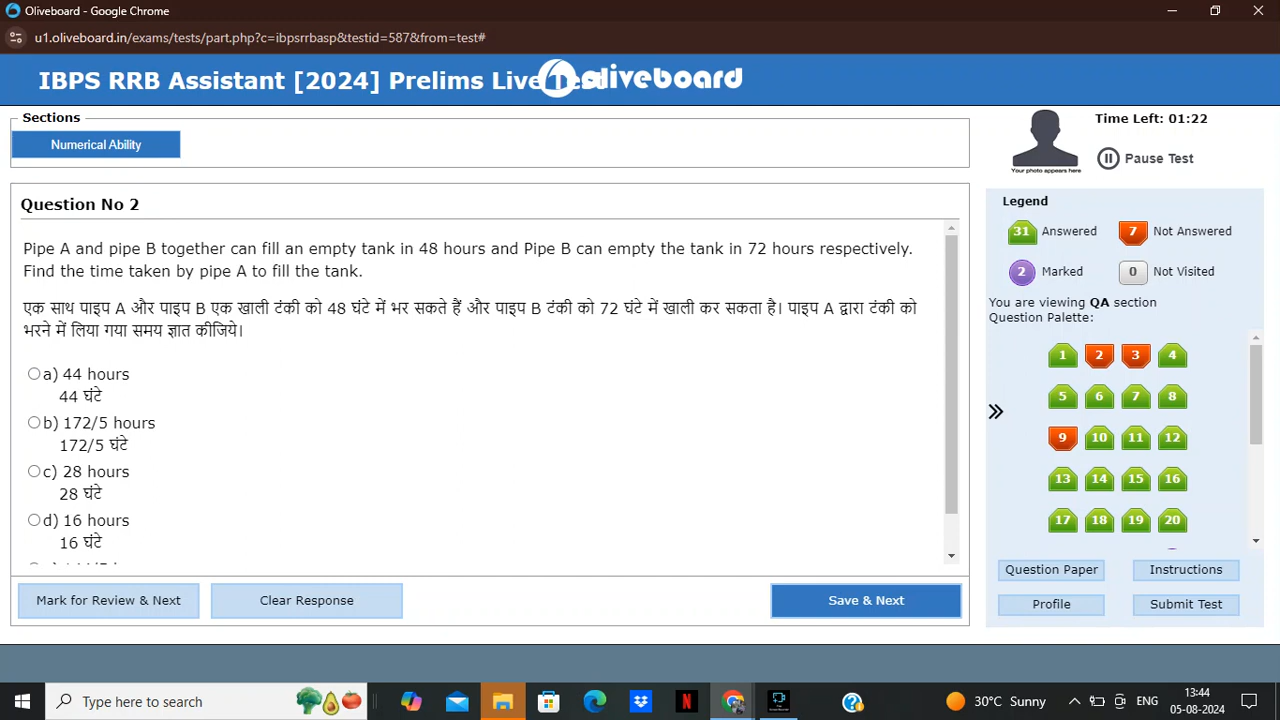 Oliveboard - Google Chrome
u1.oliveboard.in/exams/tests/part.php?c=ibpsrrbasp&testid=587&from=test#
IBPS RRB Assistant [2024] Prelims Live
oliveboard
Sections
Numerical Ability
Your photo appears here
Time Left: 01:22
Pause Test
Question No 2
Pipe A and pipe B together can fill an empty tank in 48 hours and Pipe B can empty the tank in 72 hours respectively.
Find the time taken by pipe A to fill the tank.
एक साथ पाइप A और पाइप B एक खाली टंकी को 48 घंटे में भर सकते हैं और पाइप B टंकी को 72 घंटे में खाली कर सकता है। पाइप A द्वारा टंकी को
भरने में लिया गया समय ज्ञात कीजिये।
a) 44 hours
44 घंटे
b) 172/5 hours
172/5 घंटे
c) 28 hours
28 घंटे
d) 16 hours
16 घंटे
Mark for Review & Next
Clear Response
Save & Next
Legend
31 Answered
7 Not Answered
2 Marked
0 Not Visited
You are viewing QA section
Question Palette:
1 2 3 4
5 6 7 8
9 10 11 12
13 14 15 16
17 18 19 20
Question Paper
Instructions
Profile
Submit Test
Type here to search
30°C Sunny
ENG
13:44
05-08-2024